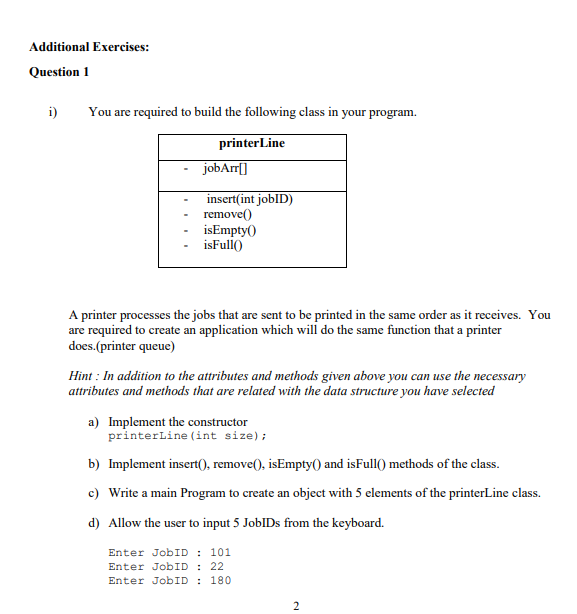 Additional Exercises:
Question 1
i) You are required to build the following class in your program.
printerLine
- jobArr[]
- insert(int jobID)
- remove()
- isEmpty()
- isFull()
A printer processes the jobs that are sent to be printed in the same order as it receives. You
are required to create an application which will do the same function that a printer
does.(printer queue)
Hint : In addition to the attributes and methods given above you can use the necessary
attributes and methods that are related with the data structure you have selected
a) Implement the constructor
printerLine(int size);
b) Implement insert(), remove(), isEmpty() and isFull() methods of the class.
c) Write a main Program to create an object with 5 elements of the printerLine class.
d) Allow the user to input 5 JobIDs from the keyboard.
Enter JobID : 101
Enter JobID : 22
Enter JobID : 180
2